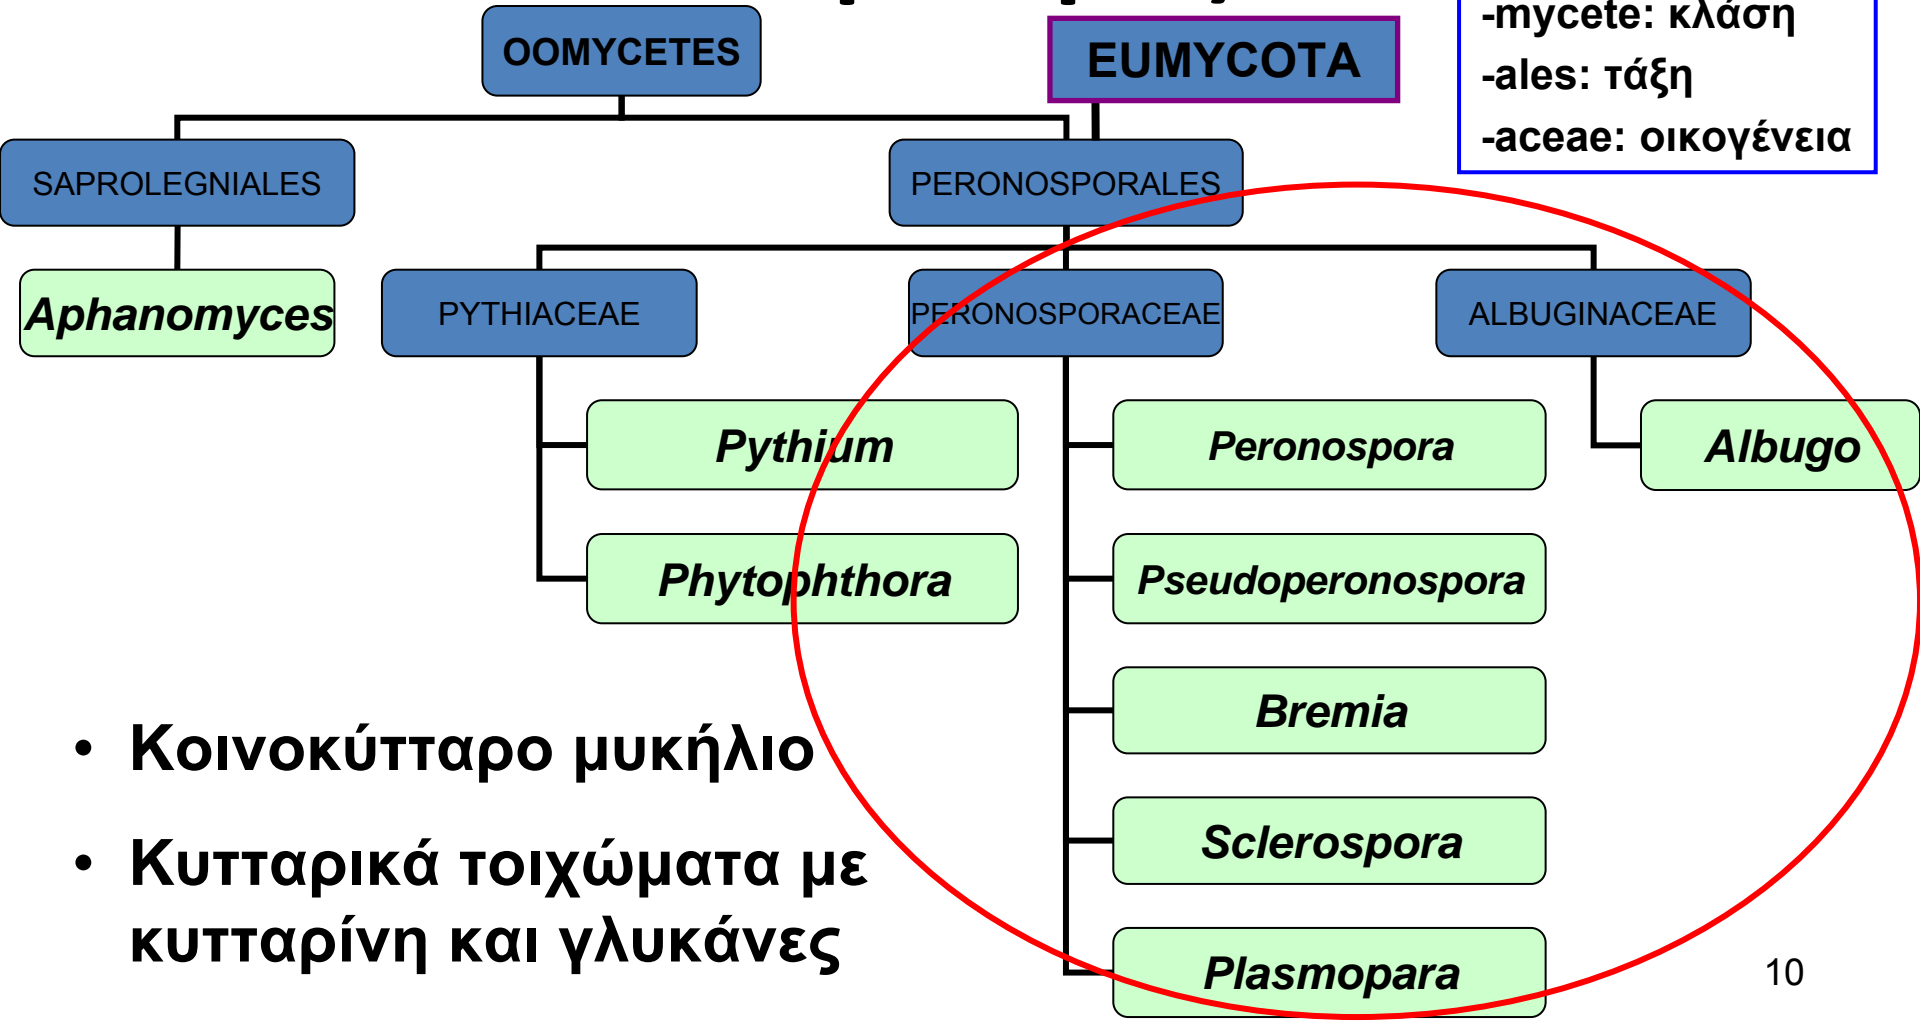 OOMYCETES
EUMYCOTA
-mycete: κλάση
-ales: τάξη
-aceae: οικογένεια
SAPROLEGNIALES
PERONOSPORALES
Aphanomyces
PYTHIACEAE
PERONOSPORACEAE
ALBUGINACEAE
Pythium
Peronospora
Albugo
Phytophthora
Pseudoperonospora
Bremia
Sclerospora
Plasmopara
• Κοινοκύτταρο μυκήλιο
• Κυτταρικά τοιχώματα με
κυτταρίνη και γλυκάνες
10